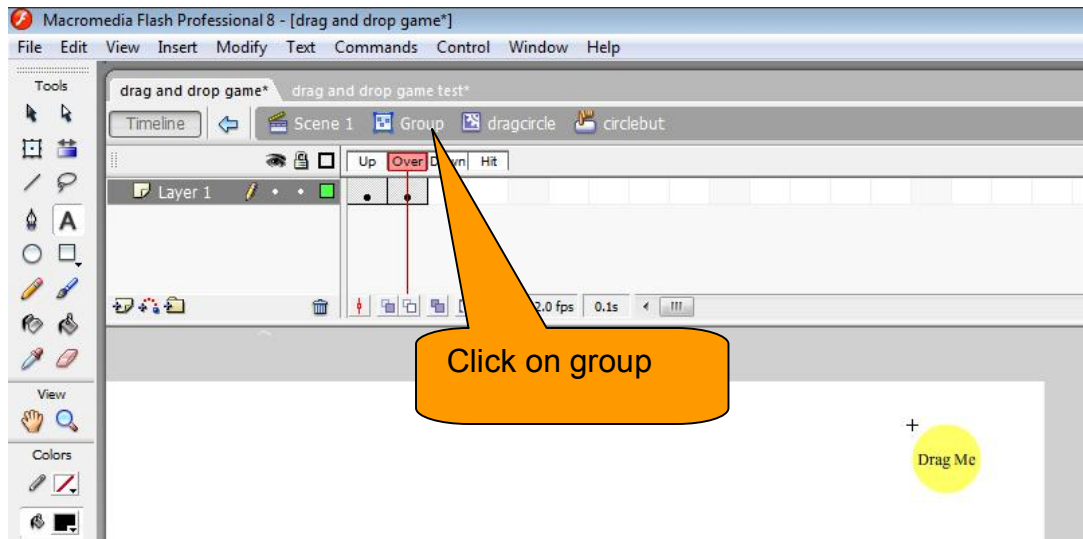 Macromedia Flash Professional 8 - [drag and drop game*]
File Edit View Insert Modify Text Commands Control Window Help
Tools
drag and drop game* drag and drop game test*
Timeline Scene 1 Group dragcircle circlebut
Up Over Hit
Layer 1
fps 0.1s
Click on group
View
Colors
Drag Me